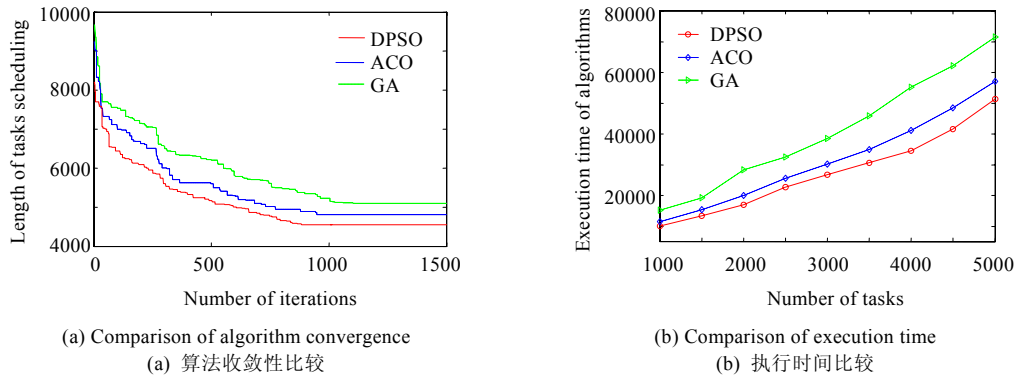 10000
8000
6000
4000
Length of tasks scheduling
DPSO
ACO
GA
0
500
1000
1500
Number of iterations
(a) Comparison of algorithm convergence
(a) 算法收敛性比较
80000
60000
40000
20000
Execution time of algorithms
DPSO
ACO
GA
1000
2000
3000
4000
5000
Number of tasks
(b) Comparison of execution time
(b) 执行时间比较